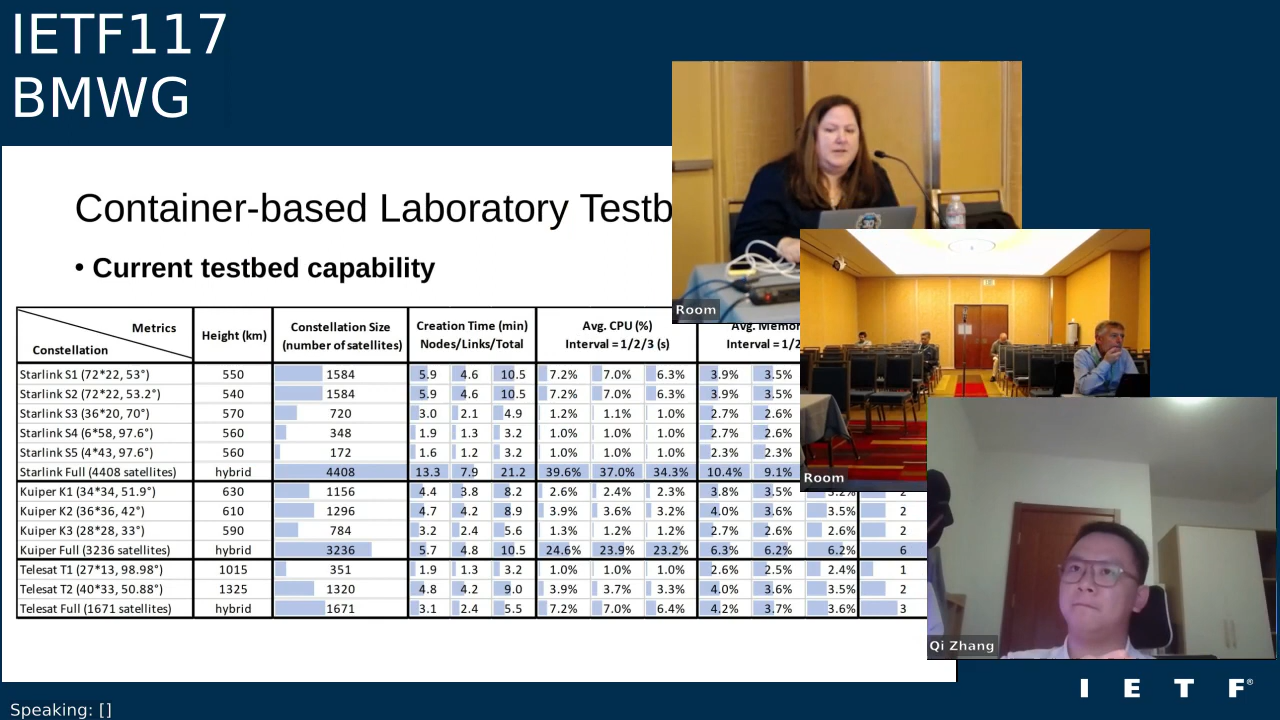 IETF117
BMWG
Container-based Laboratory Testb
• Current testbed capability
Metrics
Constellation
Height (km)
Constellation Size
(number of satellites)
Creation Time (min)
Nodes/Links/Total
Avg. CPU (%)
Interval = 1/2/3 (s)
Avg. Memor
Interval = 1/2
Starlink S1 (72*22, 53°) 550 1584 5.9 4.6 10.5 7.2% 7.0% 6.3% 3.9% 3.5%
Starlink S2 (72*22, 53.2°) 540 1584 5.9 4.6 10.5 7.2% 7.0% 6.3% 3.9% 3.5%
Starlink S3 (36*20, 70°) 570 720 3.0 2.1 4.9 1.2% 1.1% 1.0% 2.7% 2.6%
Starlink S4 (6*58, 97.6°) 560 348 1.9 1.3 3.2 1.0% 1.0% 1.0% 2.7% 2.6%
Starlink S5 (4*43, 97.6°) 560 172 1.6 1.2 3.2 1.0% 1.0% 1.0% 2.3% 2.3%
Starlink Full (4408 satellites) hybrid 4408 13.3 7.9 21.2 39.6% 37.0% 34.3% 10.4% 9.1%
Kuiper K1 (34*34, 51.9°) 630 1156 4.4 3.8 8.2 2.6% 2.4% 2.3% 3.8% 3.5% 3.2% 2
Kuiper K2 (36*36, 42°) 610 1296 4.7 4.2 8.9 3.9% 3.6% 3.2% 4.0% 3.6% 3.5% 2
Kuiper K3 (28*28, 33°) 590 784 3.2 2.4 5.6 1.3% 1.2% 1.2% 2.7% 2.6% 2.6% 2
Kuiper Full (3236 satellites) hybrid 3236 5.7 4.8 10.5 24.6% 23.9% 23.2% 6.3% 6.2% 6.2% 6
Telesat T1 (27*13, 98.98°) 1015 351 1.9 1.3 3.2 1.0% 1.0% 1.0% 2.6% 2.5% 2.4% 1
Telesat T2 (40*33, 50.88°) 1325 1320 4.8 4.2 9.0 3.9% 3.7% 3.3% 4.0% 3.6% 3.5% 2
Telesat Full (1671 satellites) hybrid 1671 3.1 2.4 5.5 7.2% 7.0% 6.4% 4.2% 3.7% 3.6% 3
Room
Room
Qi Zhang
I E T F®
Speaking: []